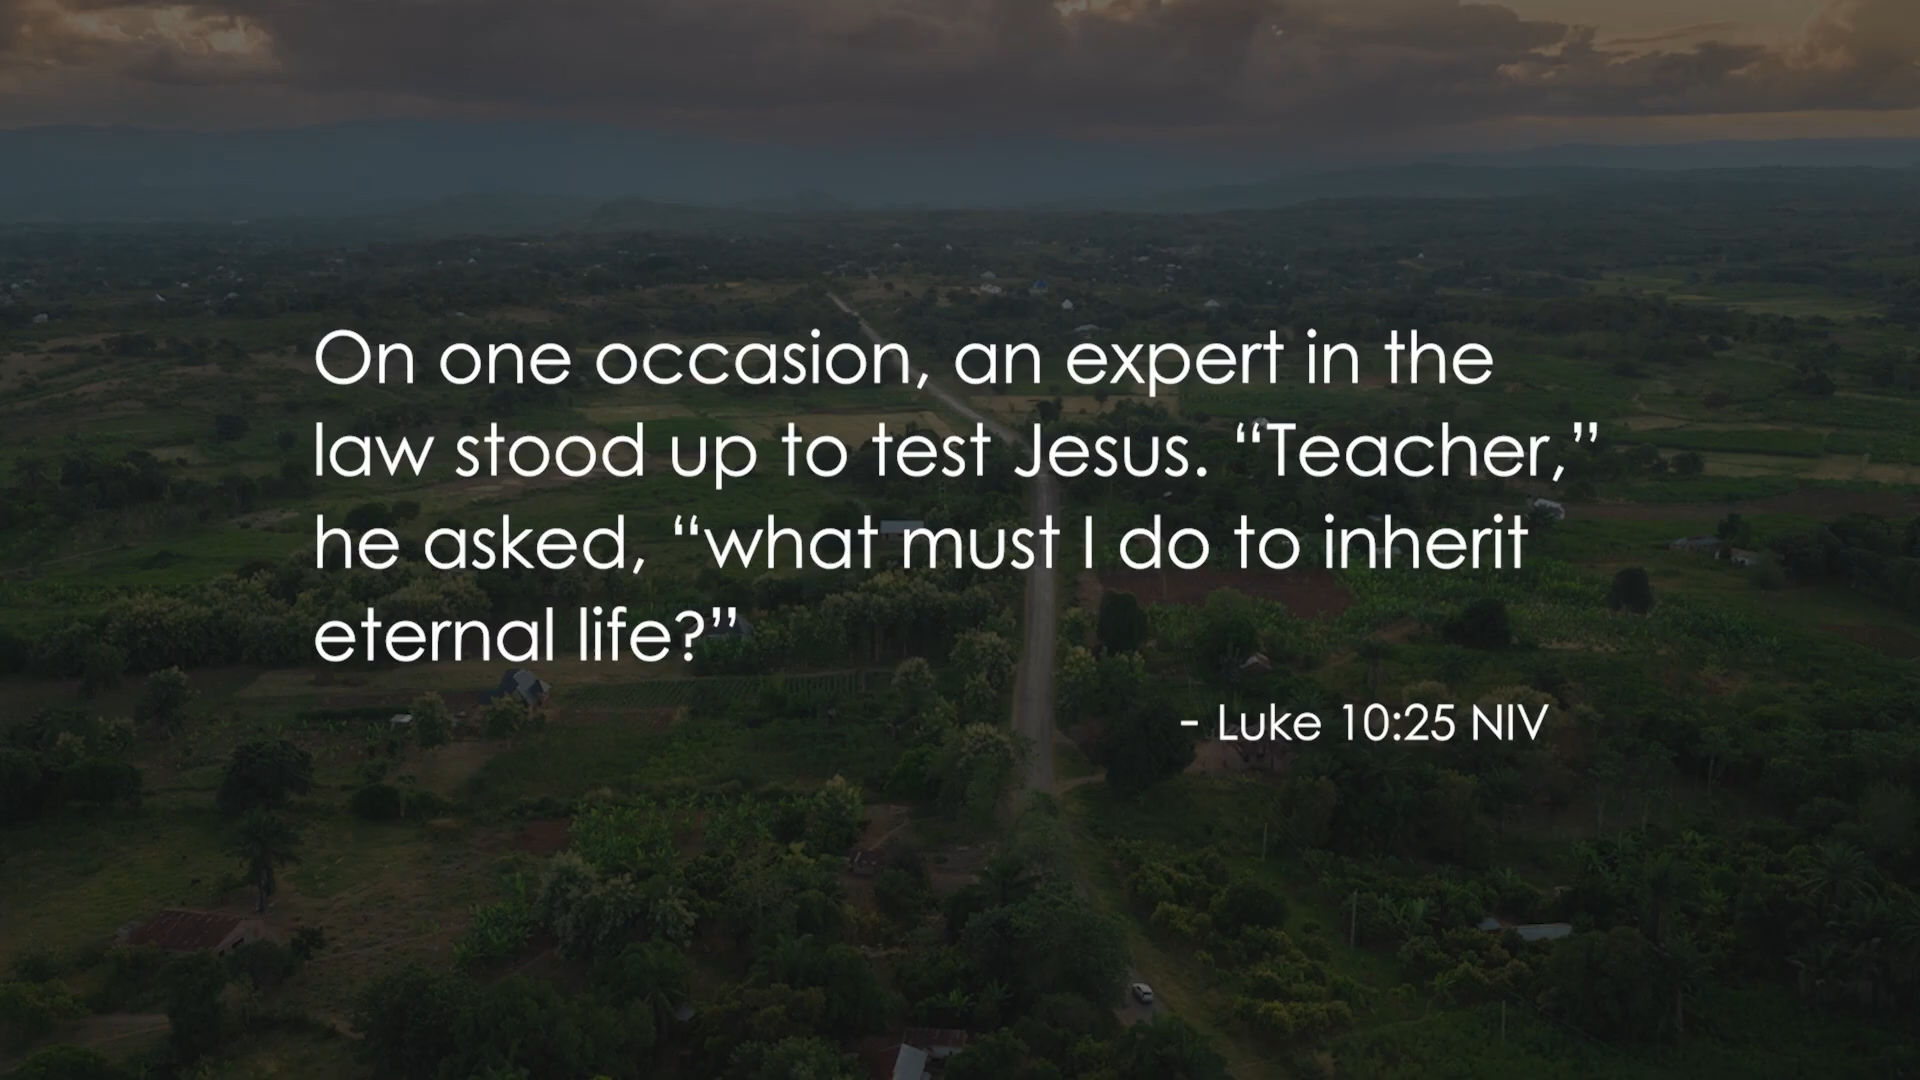 On one occasion, an expert in the
law stood up to test Jesus. “Teacher,”
he asked, “what must I do to inherit
eternal life?”
- Luke 10:25 NIV